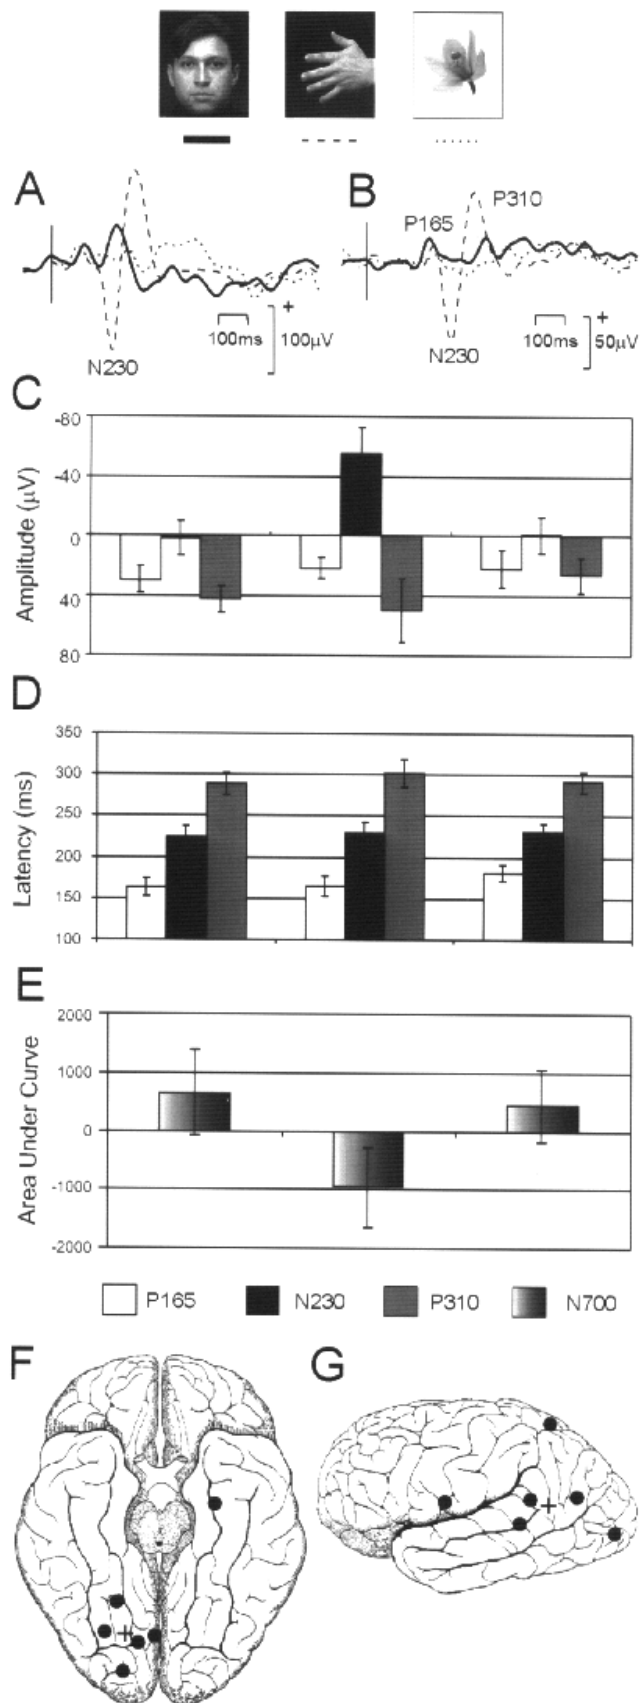 A
B
P310
P165
+
+
100ms
100µV
100ms
50µV
N230
N230
C
-80
-40
0
40
80
Amplitude (µV)
D
350
300
250
200
150
100
Latency (ms)
E
2000
1000
0
-1000
-2000
Area Under Curve
P165
N230
P310
N700
F
G
+
+